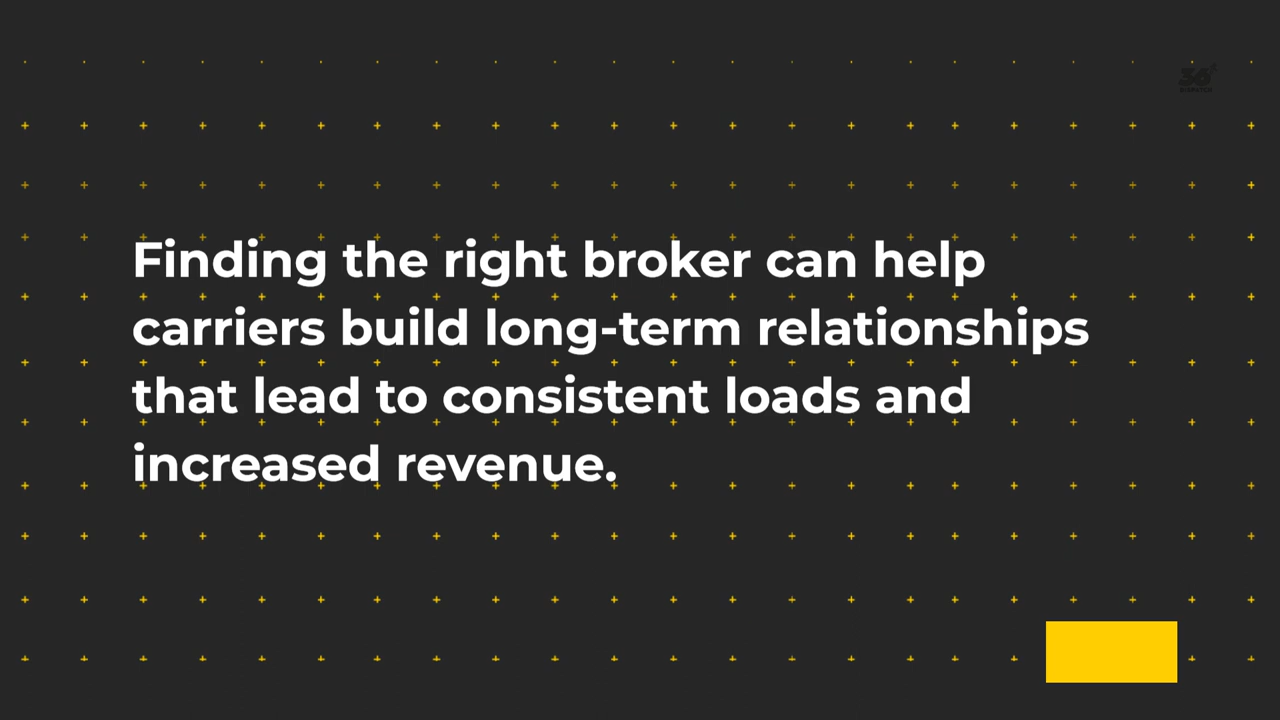 Finding the right broker can help
carriers build long-term relationships
that lead to consistent loads and
increased revenue.